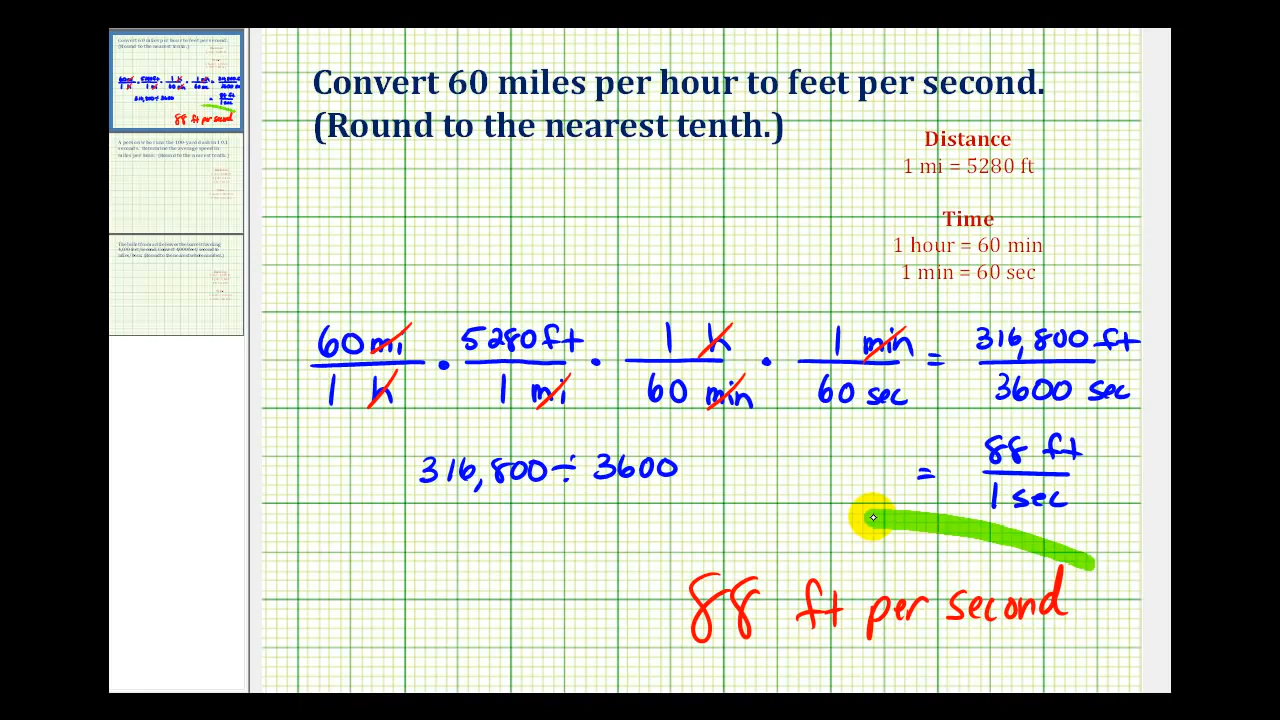 Convert 60 miles per hour to feet per second.
(Round to the nearest tenth.)
Distance
1 mi = 5280 ft
Time
1 hour = 60 min
1 min = 60 sec
60 mi/1 h · 5280 ft/1 mi · 1 h/60 min · 1 min/60 sec = 316,800 ft/3600 sec
316,800 ÷ 3600 = 88 ft/1 sec
88 ft per second